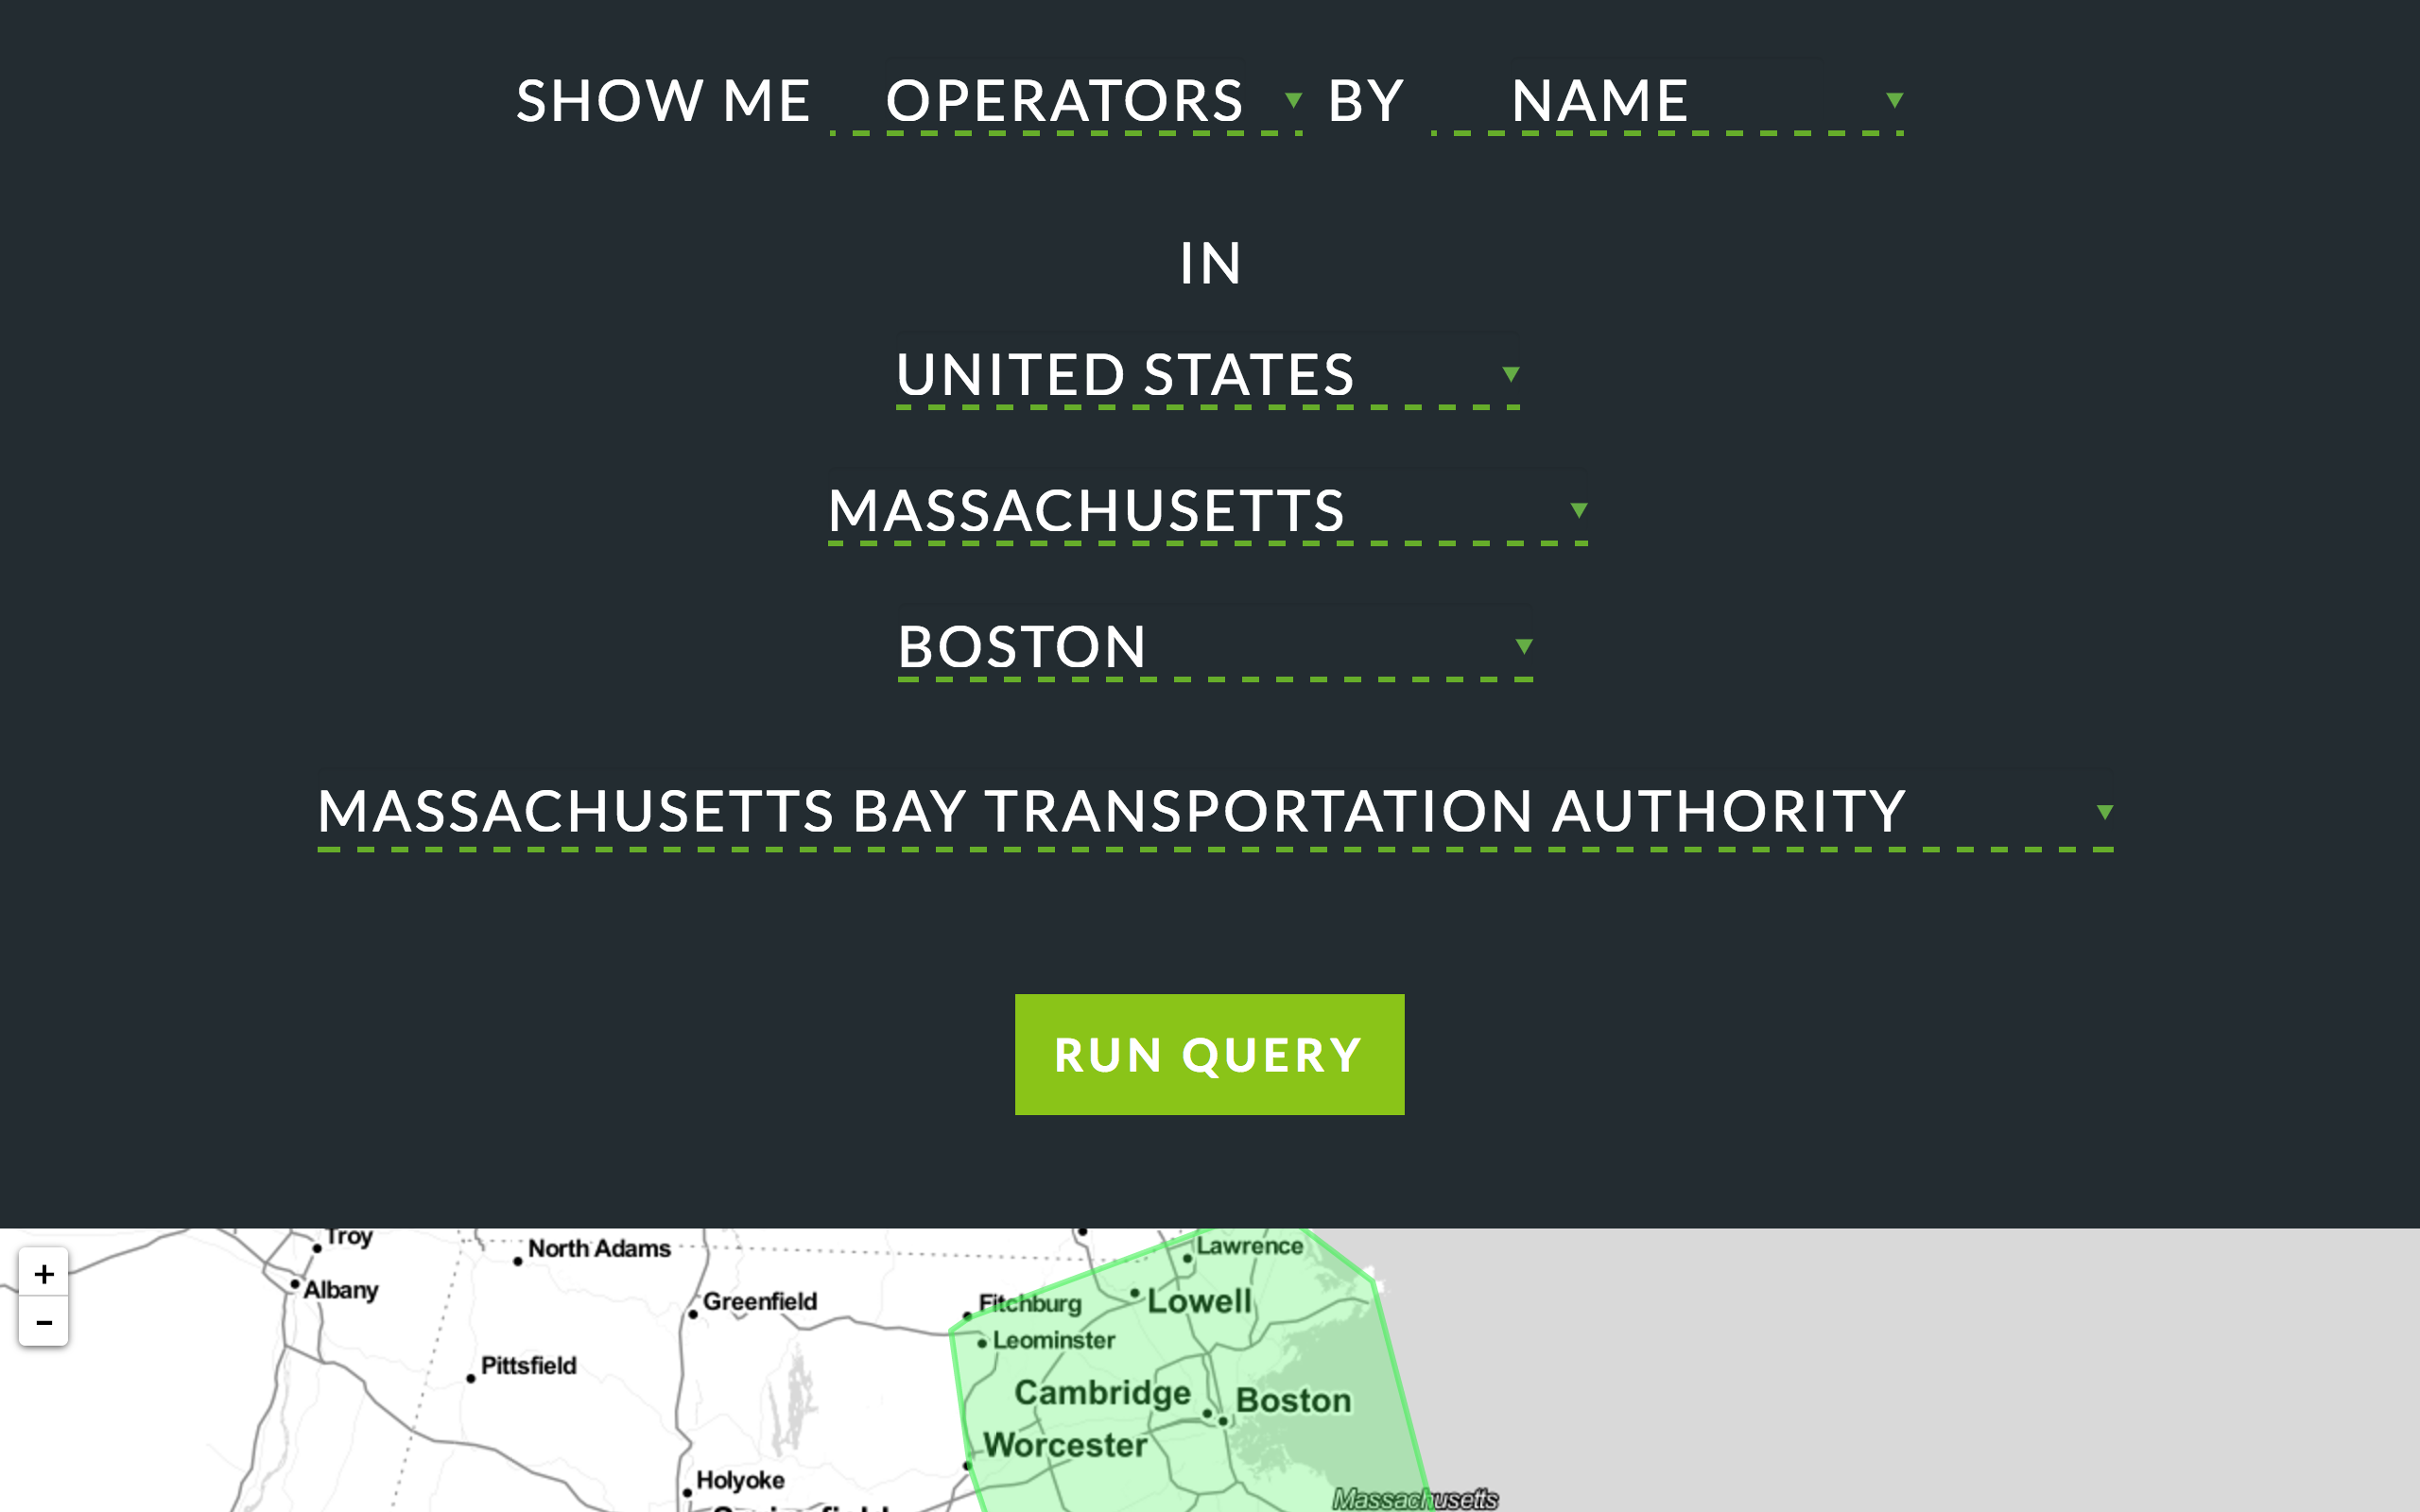 SHOW ME OPERATORS BY NAME
IN
UNITED STATES
MASSACHUSETTS
BOSTON
MASSACHUSETTS BAY TRANSPORTATION AUTHORITY
RUN QUERY
Troy
North Adams
Lawrence
+
Albany
Greenfield
Fitchburg
Lowell
−
Leominster
Pittsfield
Cambridge
Boston
Worcester
Holyoke
Massachusetts